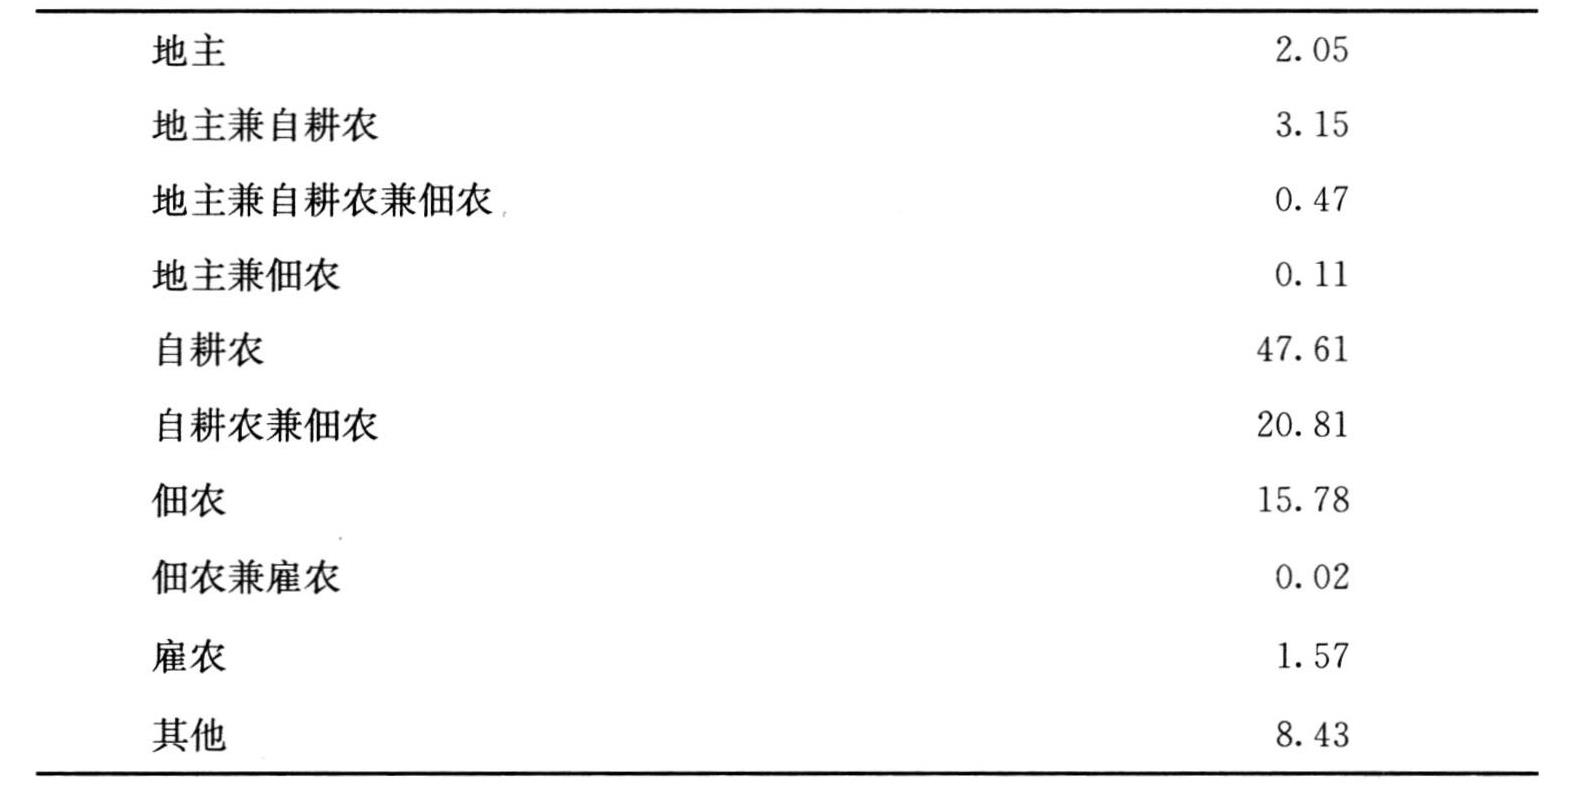 地主 2.05
地主兼自耕农 3.15
地主兼自耕农兼佃农 0.47
地主兼佃农 0.11
自耕农 47.61
自耕农兼佃农 20.81
佃农 15.78
佃农兼雇农 0.02
雇农 1.57
其他 8.43